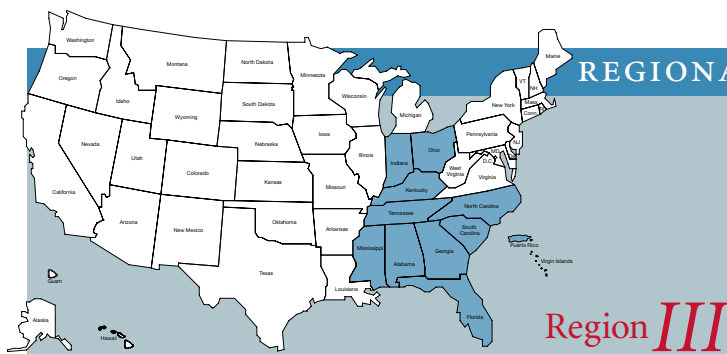 REGIONA
Washington
Oregon
Idaho
Montana
North Dakota
Minnesota
Wisconsin
Michigan
Maine
VT
NH
New York
Mass
Conn
Wyoming
South Dakota
Iowa
Nebraska
Nevada
Utah
Colorado
Kansas
Missouri
Illinois
Indiana
Ohio
Pennsylvania
NJ
MD
D.C.
West
Virginia
Virginia
Kentucky
California
Arizona
New Mexico
Oklahoma
Arkansas
Tennessee
North Carolina
South
Carolina
Texas
Louisiana
Mississippi
Alabama
Georgia
Florida
Puerto Rico
Virgin Islands
Guam
Alaska
Hawaii
Region III